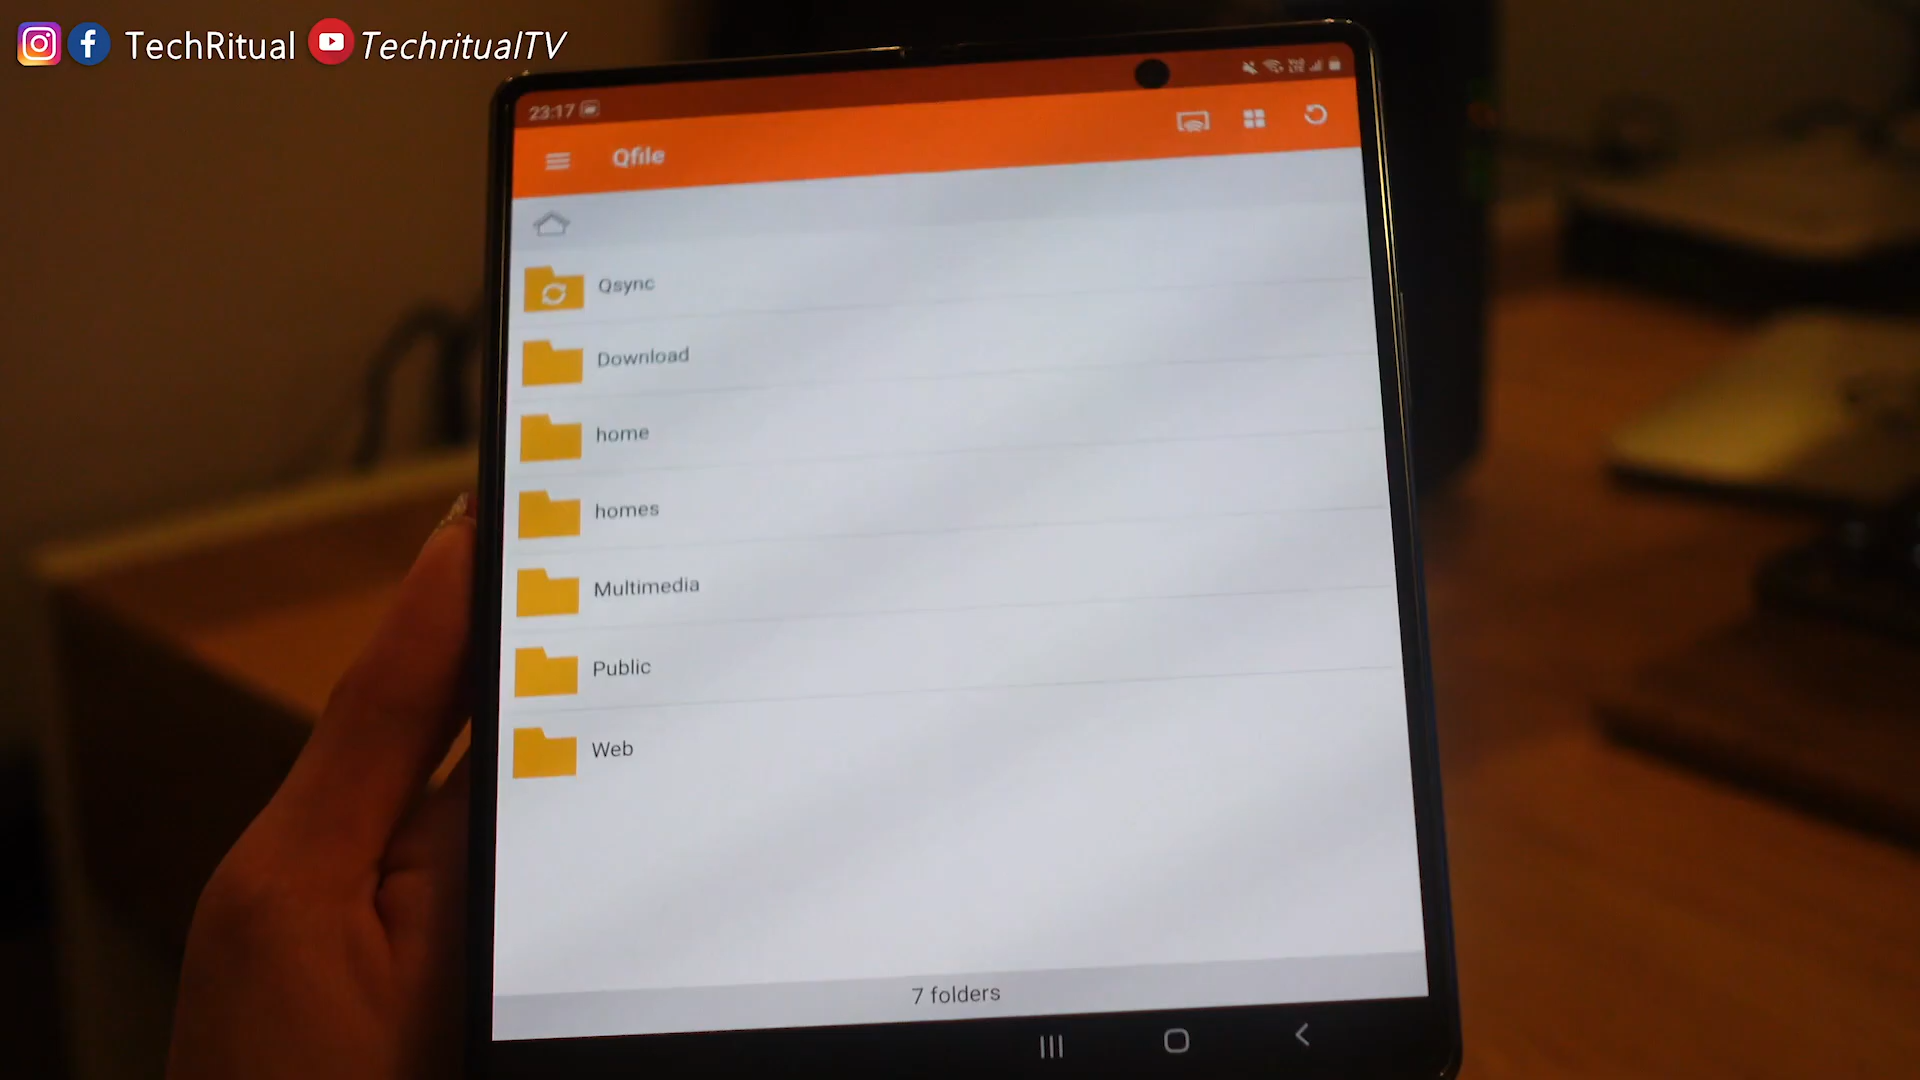 TechRitual TechritualTV
23:17
Qfile
Qsync
Download
home
homes
Multimedia
Public
Web
7 folders